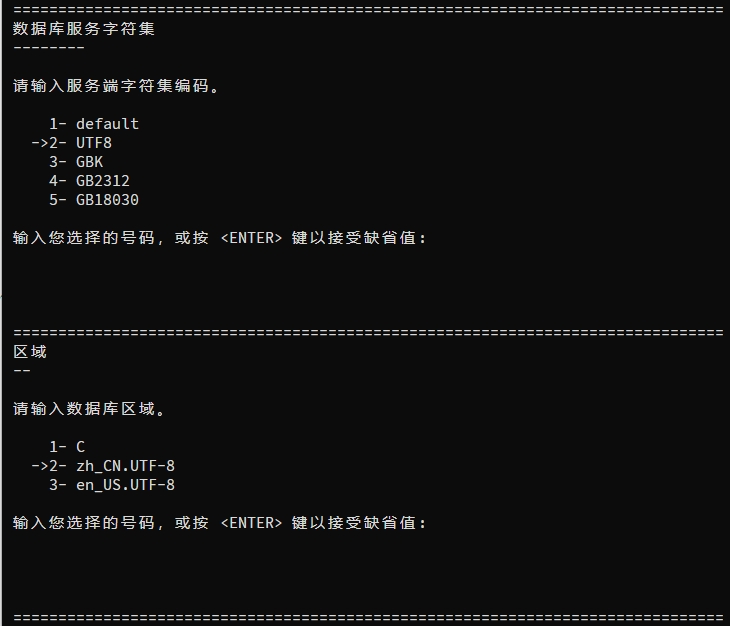 ===============================================================================
数据库服务字符集
--------
请输入服务端字符集编码。
1- default
->2- UTF8
3- GBK
4- GB2312
5- GB18030
输入您选择的号码，或按 <ENTER> 键以接受缺省值：
===============================================================================
区域
--
请输入数据库区域。
1- C
->2- zh_CN.UTF-8
3- en_US.UTF-8
输入您选择的号码，或按 <ENTER> 键以接受缺省值：
===============================================================================